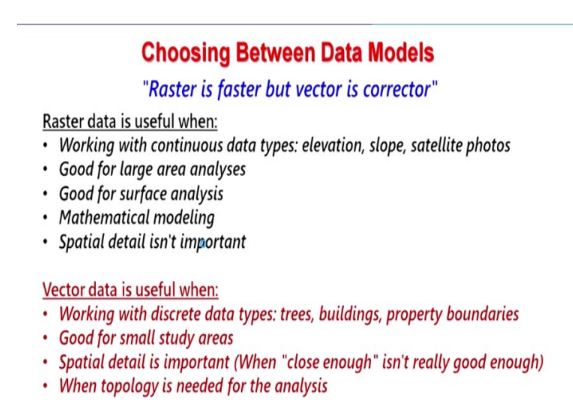 Choosing Between Data Models
"Raster is faster but vector is corrector"
Raster data is useful when:
• Working with continuous data types: elevation, slope, satellite photos
• Good for large area analyses
• Good for surface analysis
• Mathematical modeling
• Spatial detail isn't important
Vector data is useful when:
• Working with discrete data types: trees, buildings, property boundaries
• Good for small study areas
• Spatial detail is important (When "close enough" isn't really good enough)
• When topology is needed for the analysis